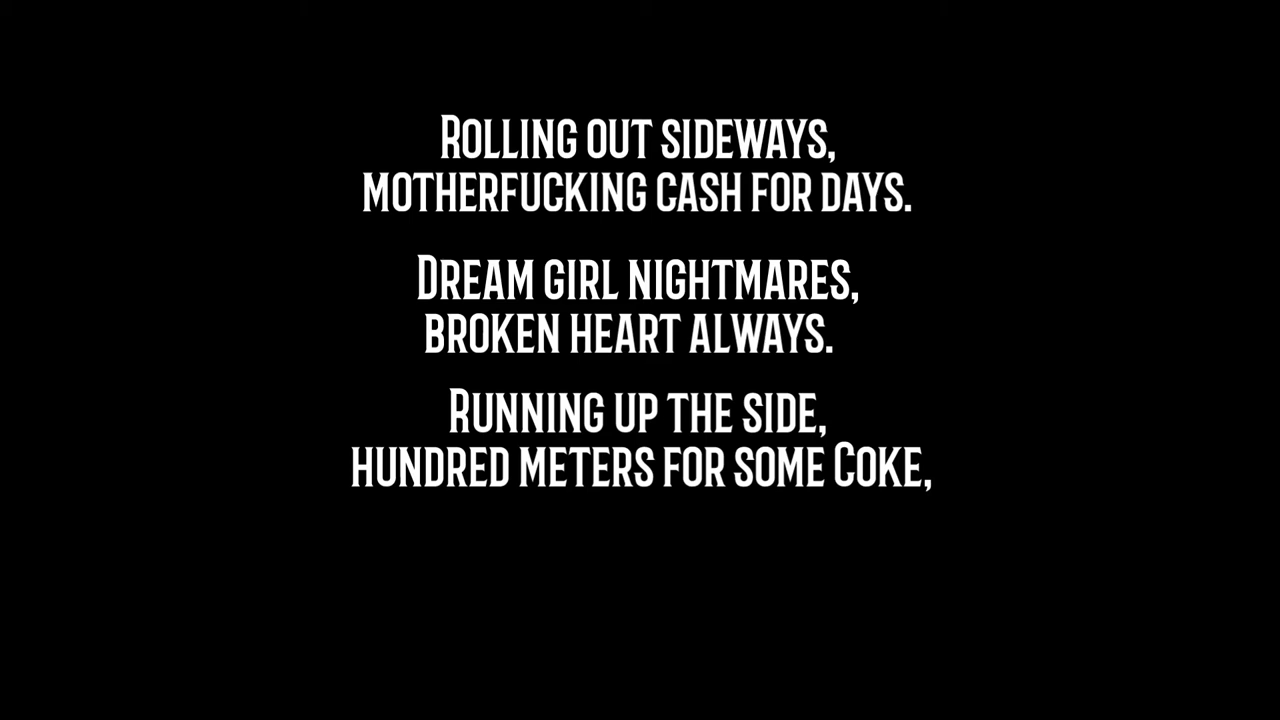 Rolling out sideways,
motherfucking cash for days.
Dream girl nightmares,
broken heart always.
Running up the side,
hundred meters for some Coke,